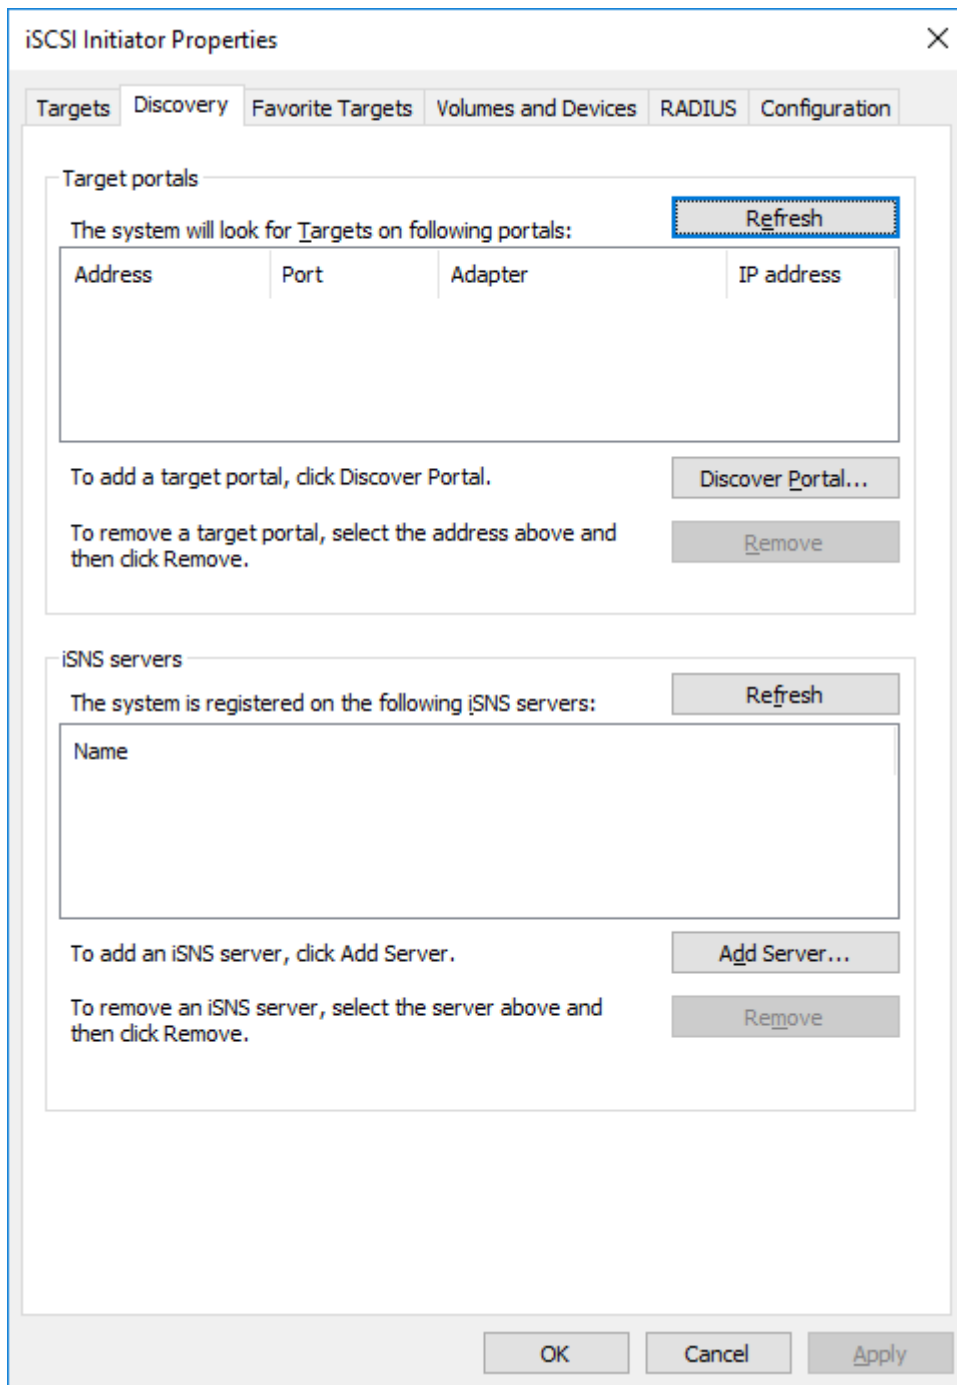 iSCSI Initiator Properties
Targets Discovery Favorite Targets Volumes and Devices RADIUS Configuration
Target portals
Refresh
The system will look for Targets on following portals:
Address Port Adapter IP address
To add a target portal, click Discover Portal.
Discover Portal...
To remove a target portal, select the address above and
then click Remove.
Remove
iSNS servers
Refresh
The system is registered on the following iSNS servers:
Name
To add an iSNS server, click Add Server.
Add Server...
To remove an iSNS server, select the server above and
then click Remove.
Remove
OK Cancel Apply